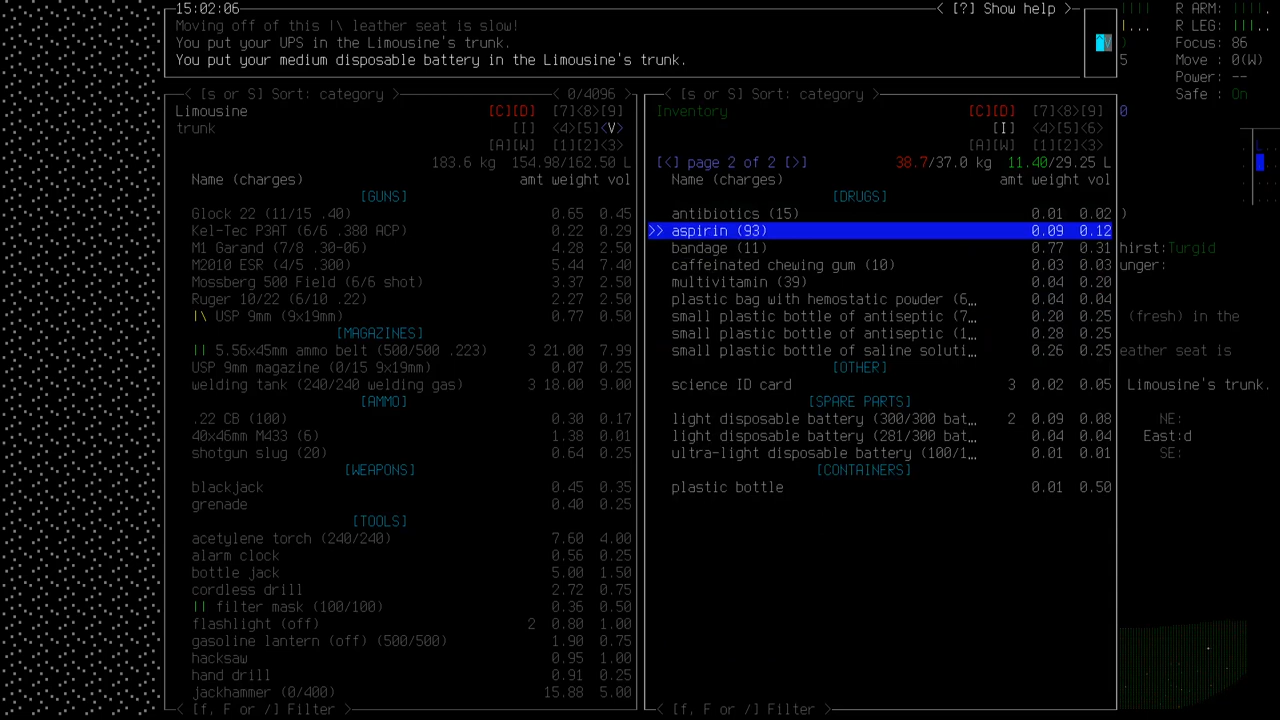 15:02:06 < [?] Show help >
Moving off of this |\ leather seat is slow!
You put your UPS in the Limousine's trunk.
You put your medium disposable battery in the Limousine's trunk.
R ARM: ||||.
R LEG: |||..
Focus: 86
Move : 0(W)
Power: --
Safe : On
< [s or S] Sort: category > < 0/4096 >
Limousine [C][D] [7]<8>[9]
trunk [I] <4>[5]<V>
[A][W] [1][2]<3>
183.6 kg 154.98/162.50 L
Name (charges) amt weight vol
[GUNS]
Glock 22 (11/15 .40) 0.65 0.45
Kel-Tec P3AT (6/6 .380 ACP) 0.22 0.29
M1 Garand (7/8 .30-06) 4.28 2.50
M2010 ESR (4/5 .300) 5.44 7.40
Mossberg 500 Field (6/6 shot) 3.37 2.50
Ruger 10/22 (6/10 .22) 2.27 2.50
|\ USP 9mm (9x19mm) 0.77 0.50
[MAGAZINES]
|| 5.56x45mm ammo belt (500/500 .223) 3 21.00 7.99
USP 9mm magazine (0/15 9x19mm) 0.07 0.25
welding tank (240/240 welding gas) 3 18.00 9.00
[AMMO]
.22 CB (100) 0.30 0.17
40x46mm M433 (6) 1.38 0.01
shotgun slug (20) 0.64 0.25
[WEAPONS]
blackjack 0.45 0.35
grenade 0.40 0.25
[TOOLS]
acetylene torch (240/240) 7.60 4.00
alarm clock 0.56 0.25
bottle jack 5.00 1.50
cordless drill 2.72 0.75
|| filter mask (100/100) 0.36 0.50
flashlight (off) 2 0.80 1.00
gasoline lantern (off) (500/500) 1.90 0.75
hacksaw 0.95 1.00
hand drill 0.91 0.25
jackhammer (0/400) 15.88 5.00
< [f, F or /] Filter >
< [s or S] Sort: category >
Inventory [C][D] [7]<8>[9]
[I] <4>[5]<6>
[A][W] [1][2]<3>
[<] page 2 of 2 [>] 38.7/37.0 kg 11.40/29.25 L
Name (charges) amt weight vol
[DRUGS]
antibiotics (15) 0.01 0.02
>> aspirin (93) 0.09 0.12
bandage (11) 0.77 0.31
caffeinated chewing gum (10) 0.03 0.03
multivitamin (39) 0.04 0.20
plastic bag with hemostatic powder (6… 0.04 0.04
small plastic bottle of antiseptic (7… 0.20 0.25
small plastic bottle of antiseptic (1… 0.28 0.25
small plastic bottle of saline soluti… 0.26 0.25
[OTHER]
science ID card 3 0.02 0.05
[SPARE PARTS]
light disposable battery (300/300 bat… 2 0.09 0.08
light disposable battery (281/300 bat… 0.04 0.04
ultra-light disposable battery (100/1… 0.01 0.01
[CONTAINERS]
plastic bottle 0.01 0.50
< [f, F or /] Filter >
)
5
0
)
hirst:Turgid
unger:
(fresh) in the
eather seat is
Limousine's trunk.
NE:
East:d
SE: